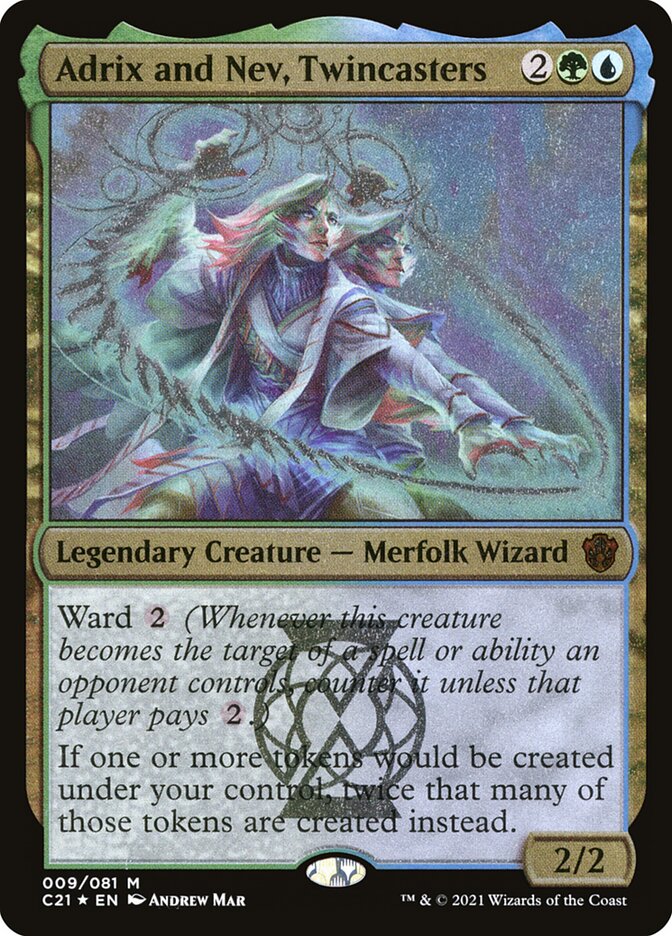 Adrix and Nev, Twincasters 2
Legendary Creature — Merfolk Wizard
Ward 2 (Whenever this creature
becomes the target of a spell or ability an
opponent controls, counter it unless that
player pays 2.)
If one or more tokens would be created
under your control, twice that many of
those tokens are created instead.
2/2
009/081 M
C21 ★ EN Andrew Mar
™ & © 2021 Wizards of the Coast